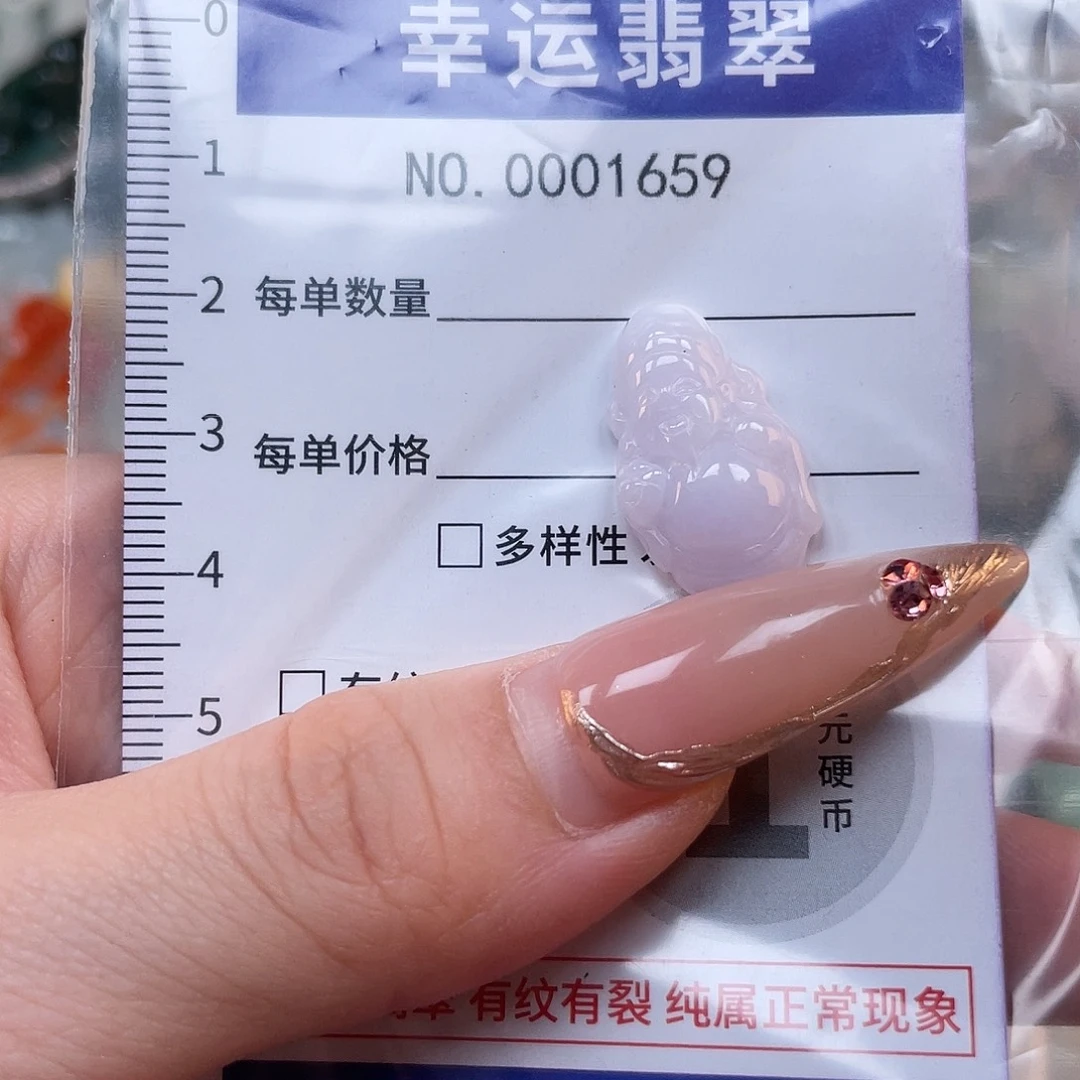 幸运翡翠
0
1
NO. 0001659
2
每单数量
3
每单价格
多样性
4
5
元硬币
有纹有裂 纯属正常现象